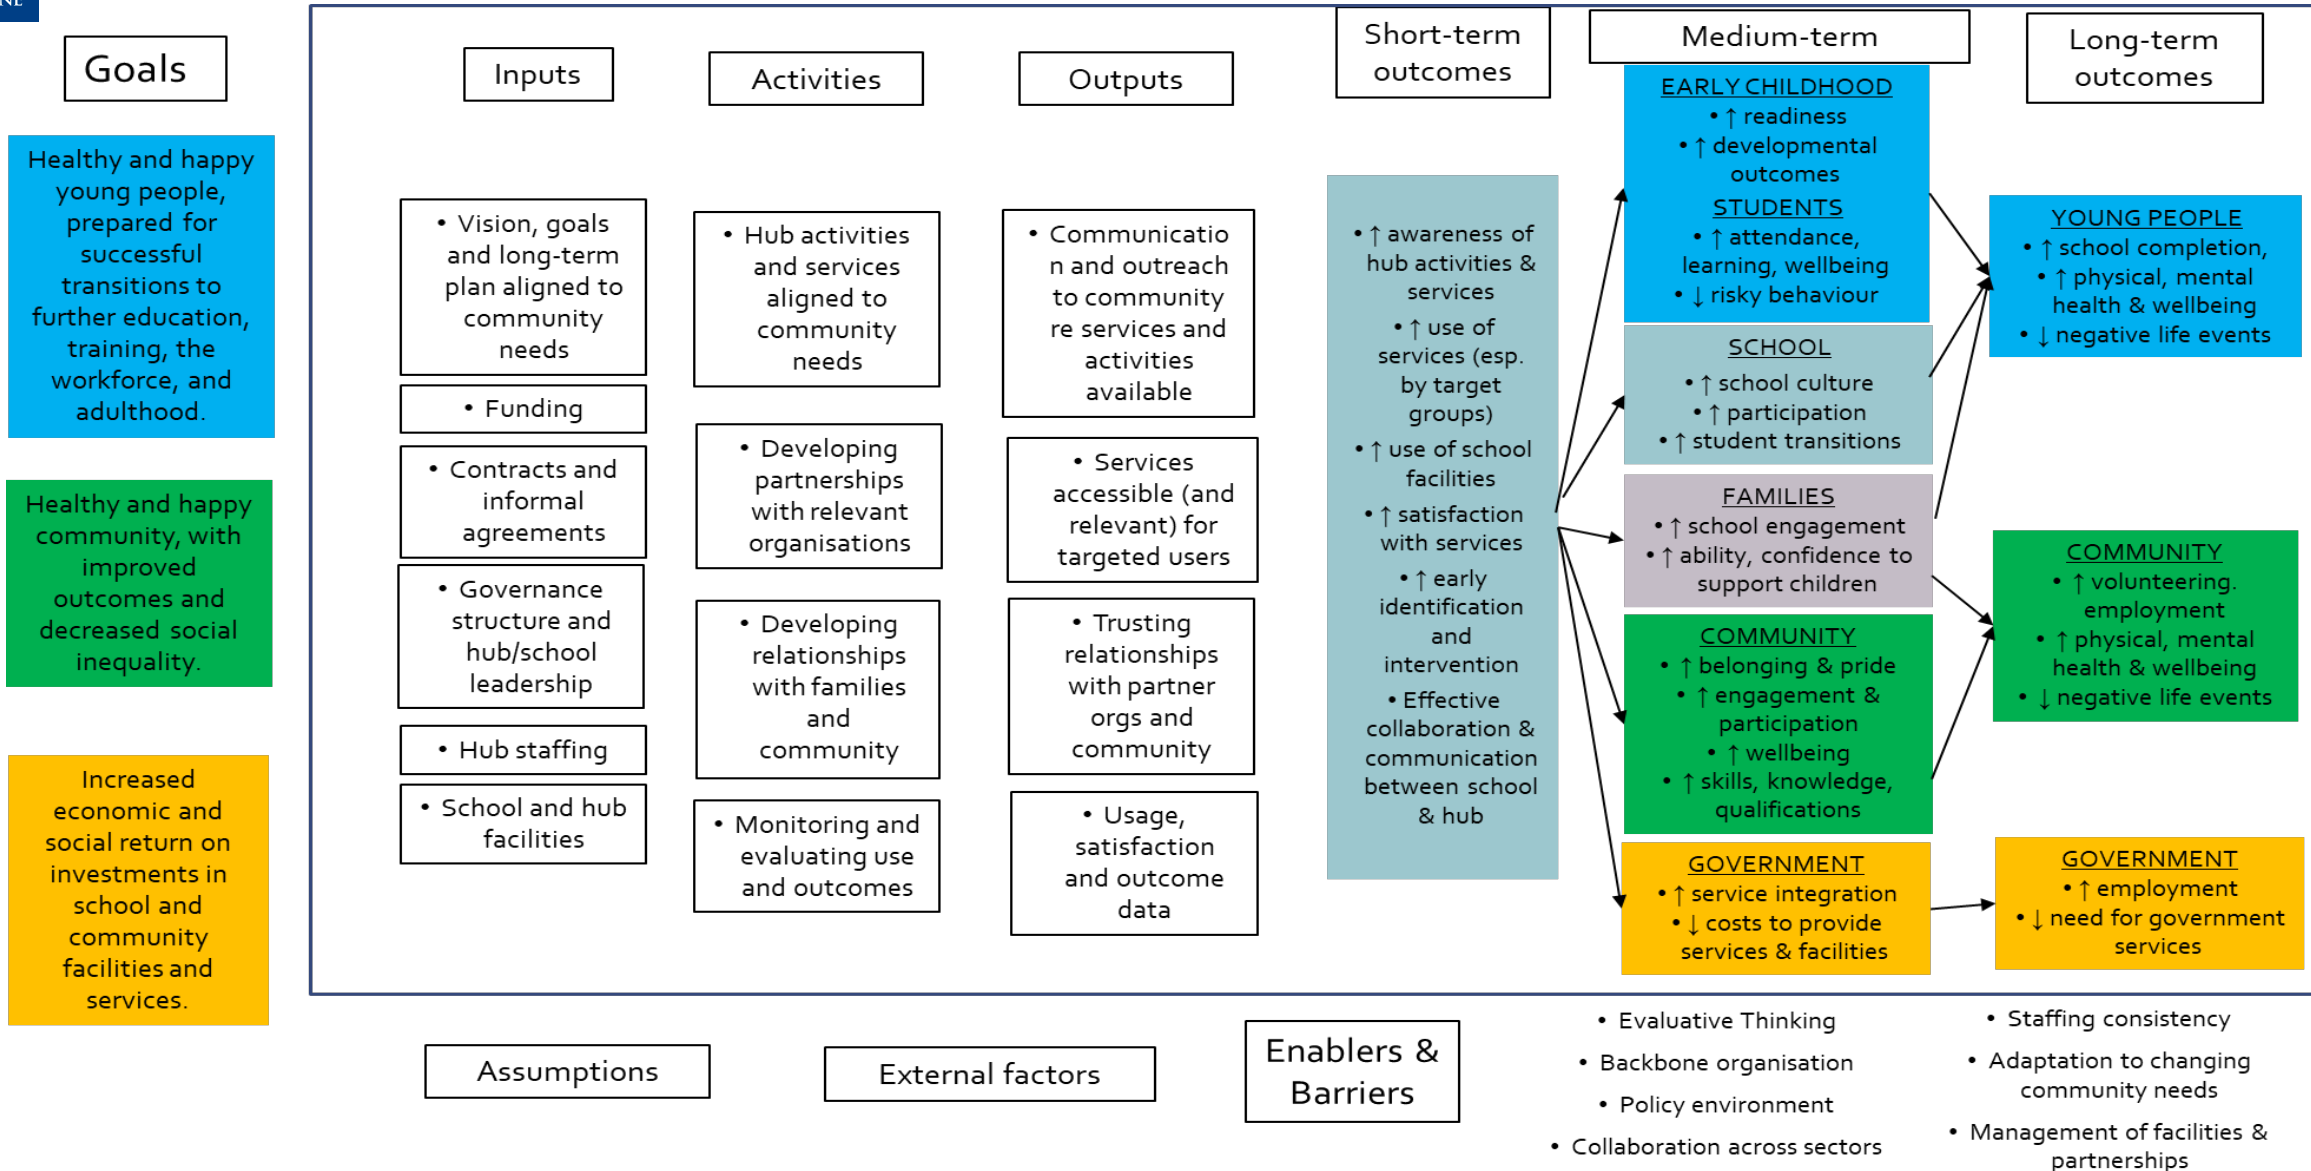 NE
Goals
Healthy and happy
young people,
prepared for
successful
transitions to
further education,
training, the
workforce, and
adulthood.
Healthy and happy
community, with
improved
outcomes and
decreased social
inequality.
Increased
economic and
social return on
investments in
school and
community
facilities and
services.
Inputs
• Vision, goals
and long-term
plan aligned to
community
needs
• Funding
• Contracts and
informal
agreements
• Governance
structure and
hub/school
leadership
• Hub staffing
• School and hub
facilities
Activities
• Hub activities
and services
aligned to
community
needs
• Developing
partnerships
with relevant
organisations
• Developing
relationships
with families
and
community
• Monitoring and
evaluating use
and outcomes
Outputs
• Communicatio
n and outreach
to community
re services and
activities
available
• Services
accessible (and
relevant) for
targeted users
• Trusting
relationships
with partner
orgs and
community
• Usage,
satisfaction
and outcome
data
Short-term
outcomes
• ↑ awareness of
hub activities &
services
• ↑ use of
services (esp.
by target
groups)
• ↑ use of school
facilities
• ↑ satisfaction
with services
• ↑ early
identification
and
intervention
• Effective
collaboration &
communication
between school
& hub
Medium-term
EARLY CHILDHOOD
• ↑ readiness
• ↑ developmental
outcomes
STUDENTS
• ↑ attendance,
learning, wellbeing
• ↓ risky behaviour
SCHOOL
• ↑ school culture
• ↑ participation
• ↑ student transitions
FAMILIES
• ↑ school engagement
• ↑ ability, confidence to
support children
COMMUNITY
• ↑ belonging & pride
• ↑ engagement &
participation
• ↑ wellbeing
• ↑ skills, knowledge,
qualifications
GOVERNMENT
• ↑ service integration
• ↓ costs to provide
services & facilities
Long-term
outcomes
YOUNG PEOPLE
• ↑ school completion,
• ↑ physical, mental
health & wellbeing
• ↓ negative life events
COMMUNITY
• ↑ volunteering.
employment
• ↑ physical, mental
health & wellbeing
• ↓ negative life events
GOVERNMENT
• ↑ employment
• ↓ need for government
services
Assumptions
External factors
Enablers &
Barriers
• Evaluative Thinking
• Backbone organisation
• Policy environment
• Collaboration across sectors
• Staffing consistency
• Adaptation to changing
community needs
• Management of facilities &
partnerships